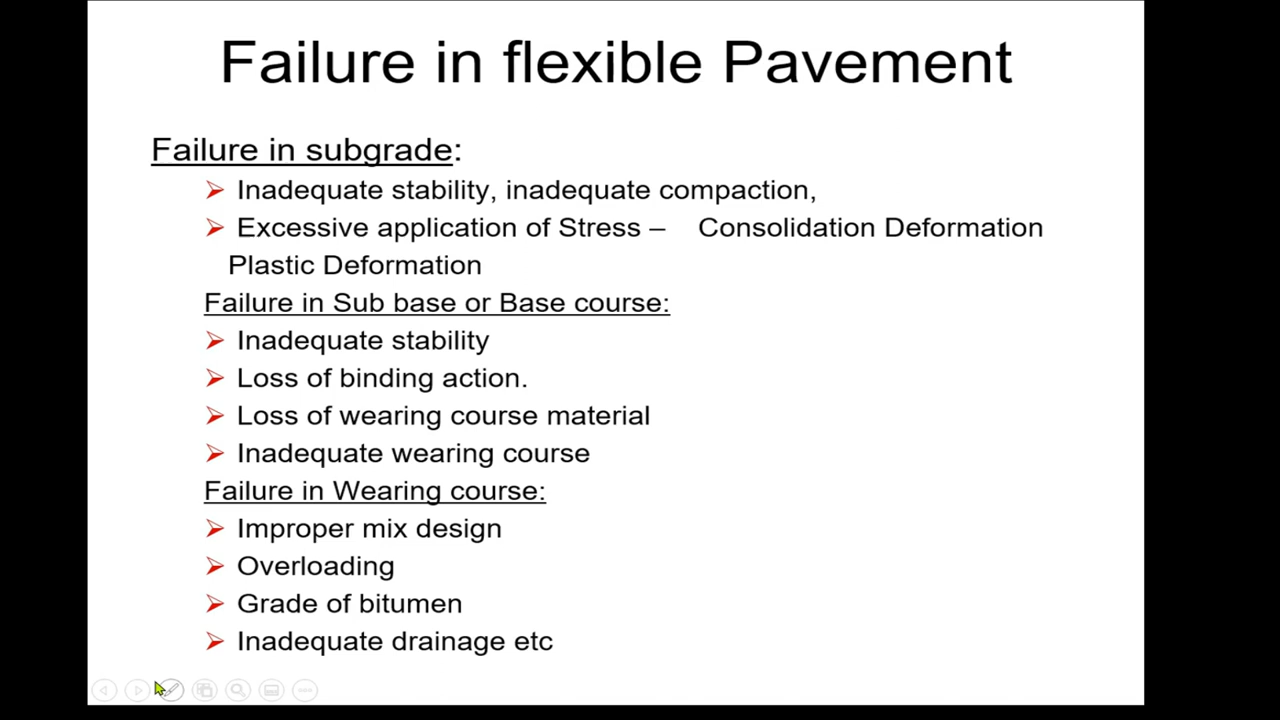 Failure in flexible Pavement
Failure in subgrade:
Inadequate stability, inadequate compaction,
Excessive application of Stress – Consolidation Deformation
Plastic Deformation
Failure in Sub base or Base course:
Inadequate stability
Loss of binding action.
Loss of wearing course material
Inadequate wearing course
Failure in Wearing course:
Improper mix design
Overloading
Grade of bitumen
Inadequate drainage etc